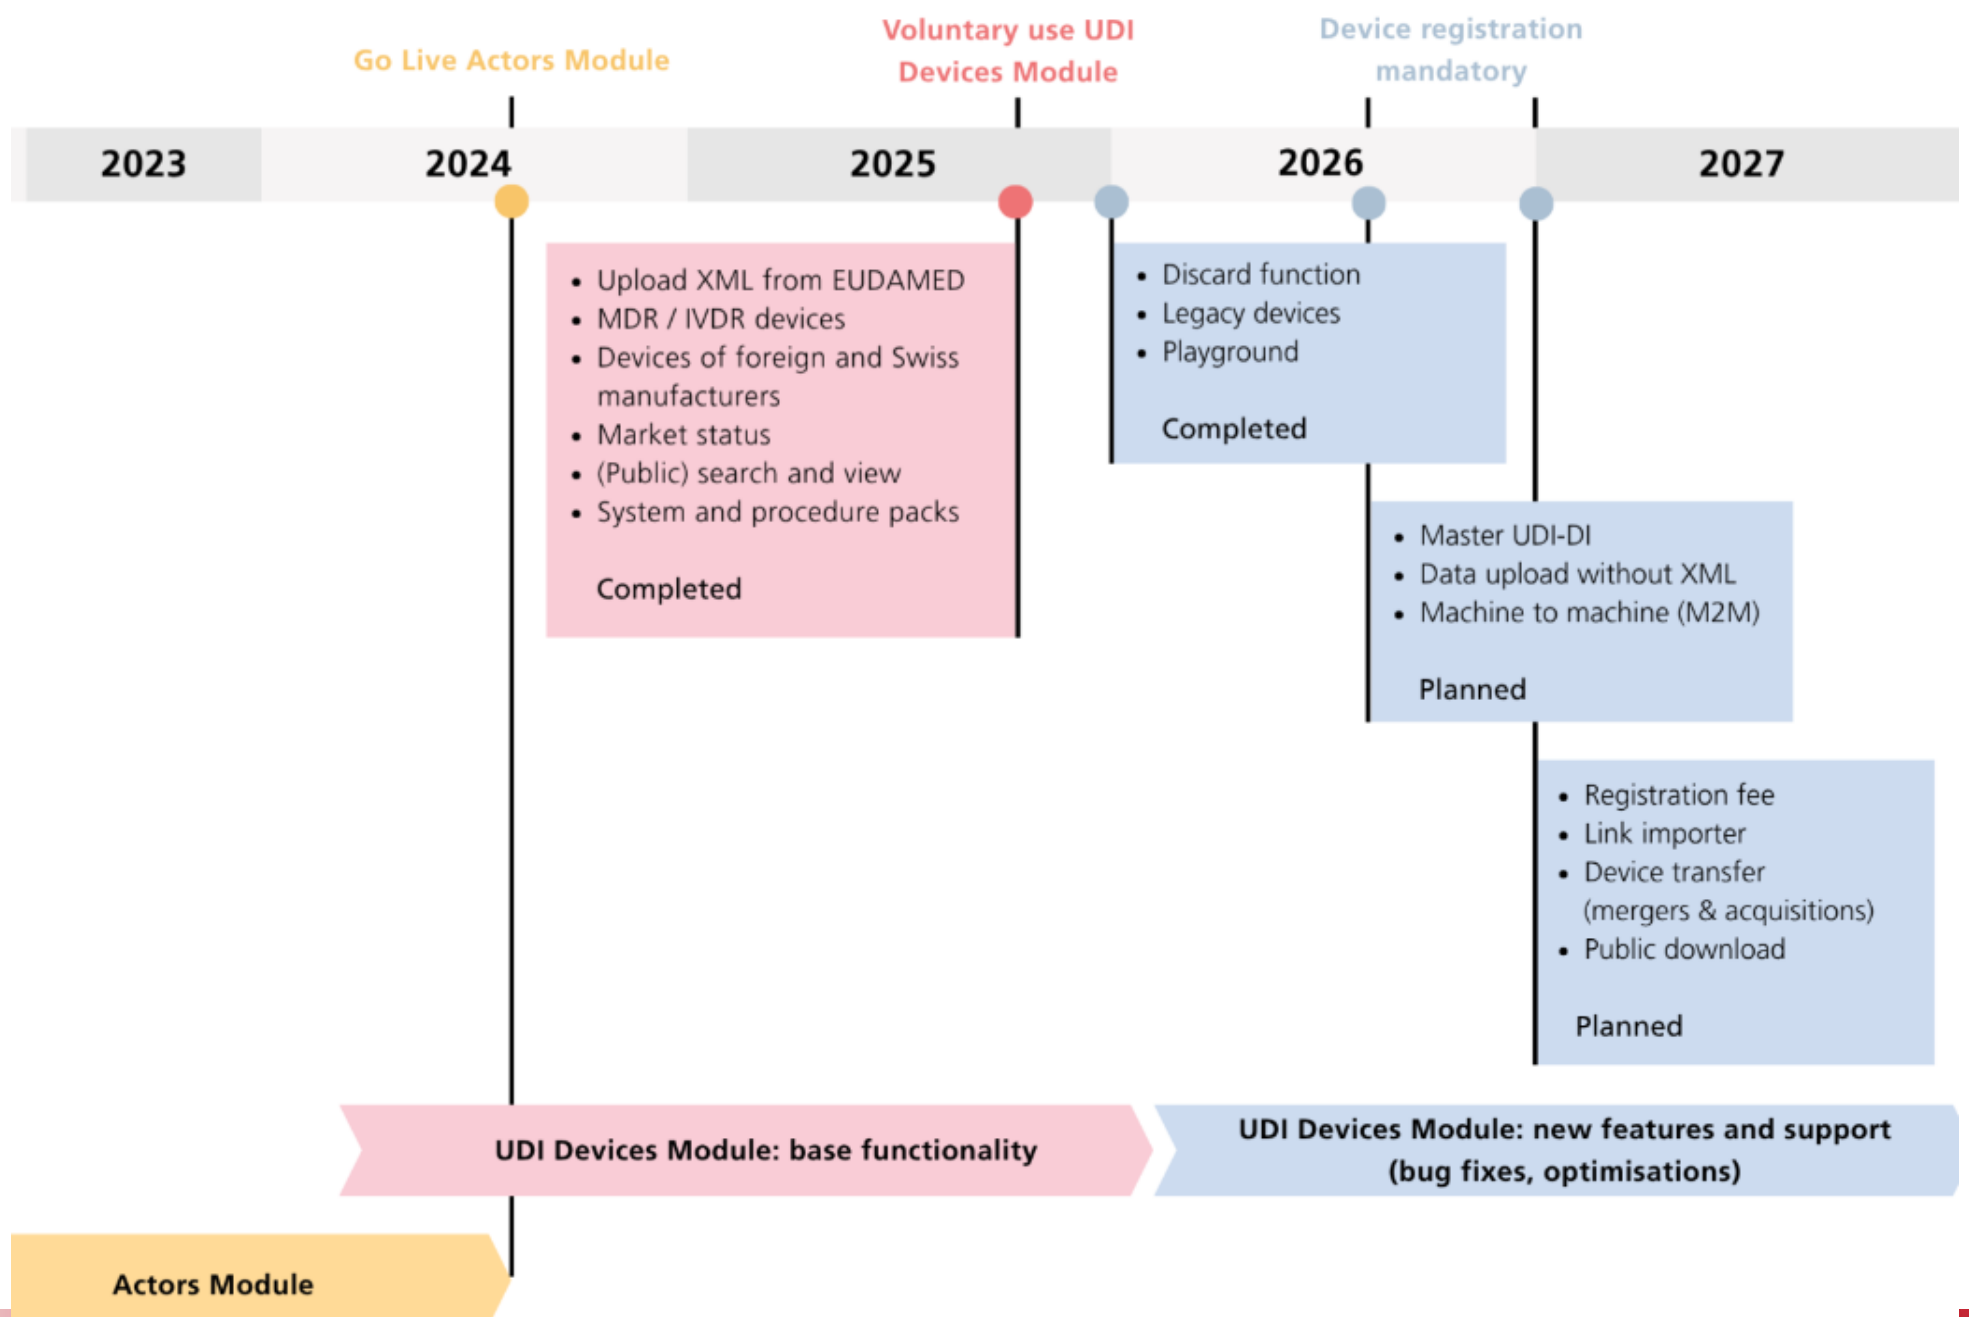 Go Live Actors Module
Voluntary use UDI
Devices Module
Device registration
mandatory
2023
2024
2025
2026
2027
• Upload XML from EUDAMED
• MDR / IVDR devices
• Devices of foreign and Swiss
manufacturers
• Market status
• (Public) search and view
• System and procedure packs
Completed
• Discard function
• Legacy devices
• Playground
Completed
• Master UDI-DI
• Data upload without XML
• Machine to machine (M2M)
Planned
• Registration fee
• Link importer
• Device transfer
(mergers & acquisitions)
• Public download
Planned
UDI Devices Module: base functionality
UDI Devices Module: new features and support
(bug fixes, optimisations)
Actors Module